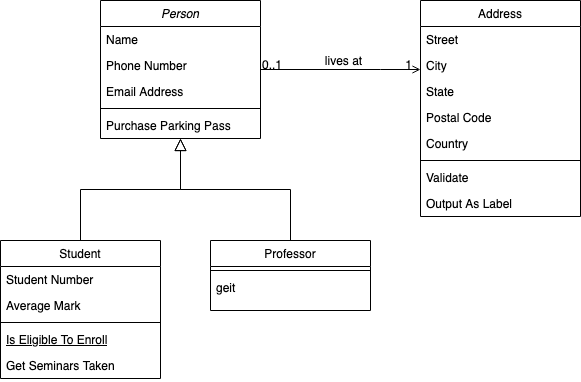 Person
Name
Phone Number
Email Address
Purchase Parking Pass
0..1
lives at
1
Address
Street
City
State
Postal Code
Country
Validate
Output As Label
Student
Student Number
Average Mark
Is Eligible To Enroll
Get Seminars Taken
Professor
geit